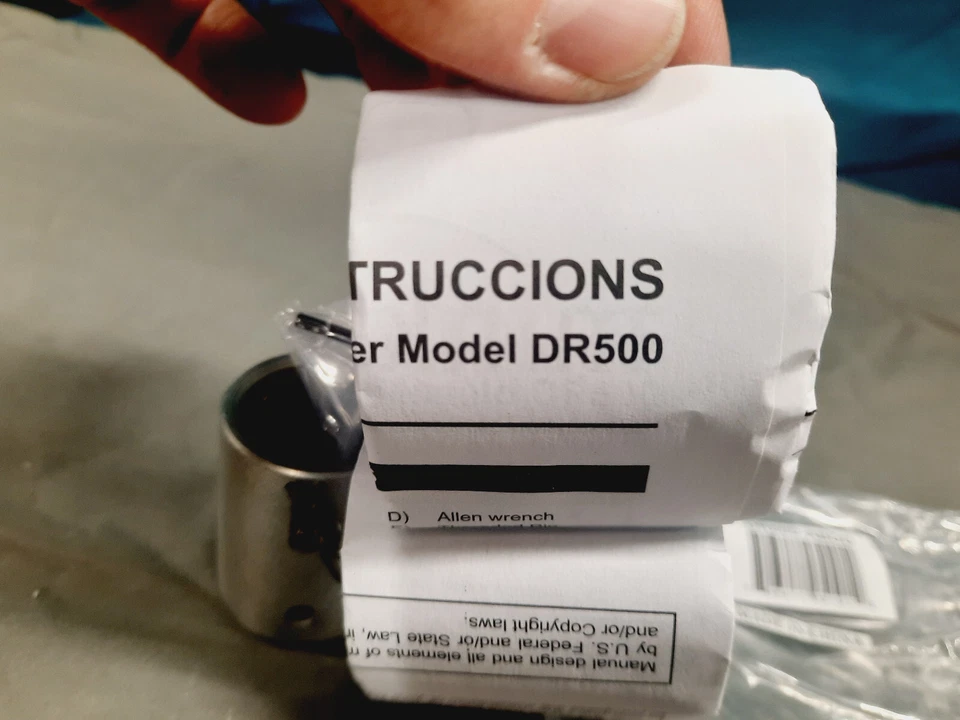 TRUCCIONS
er Model DR500
D) Allen wrench
Manual design and all elements of
by U.S. Federal and/or State Law,
and/or Copyright laws.